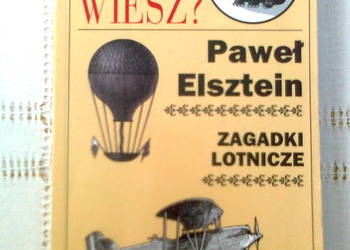 WIESZ?
Paweł
Elsztein
ZAGADKI
LOTNICZE